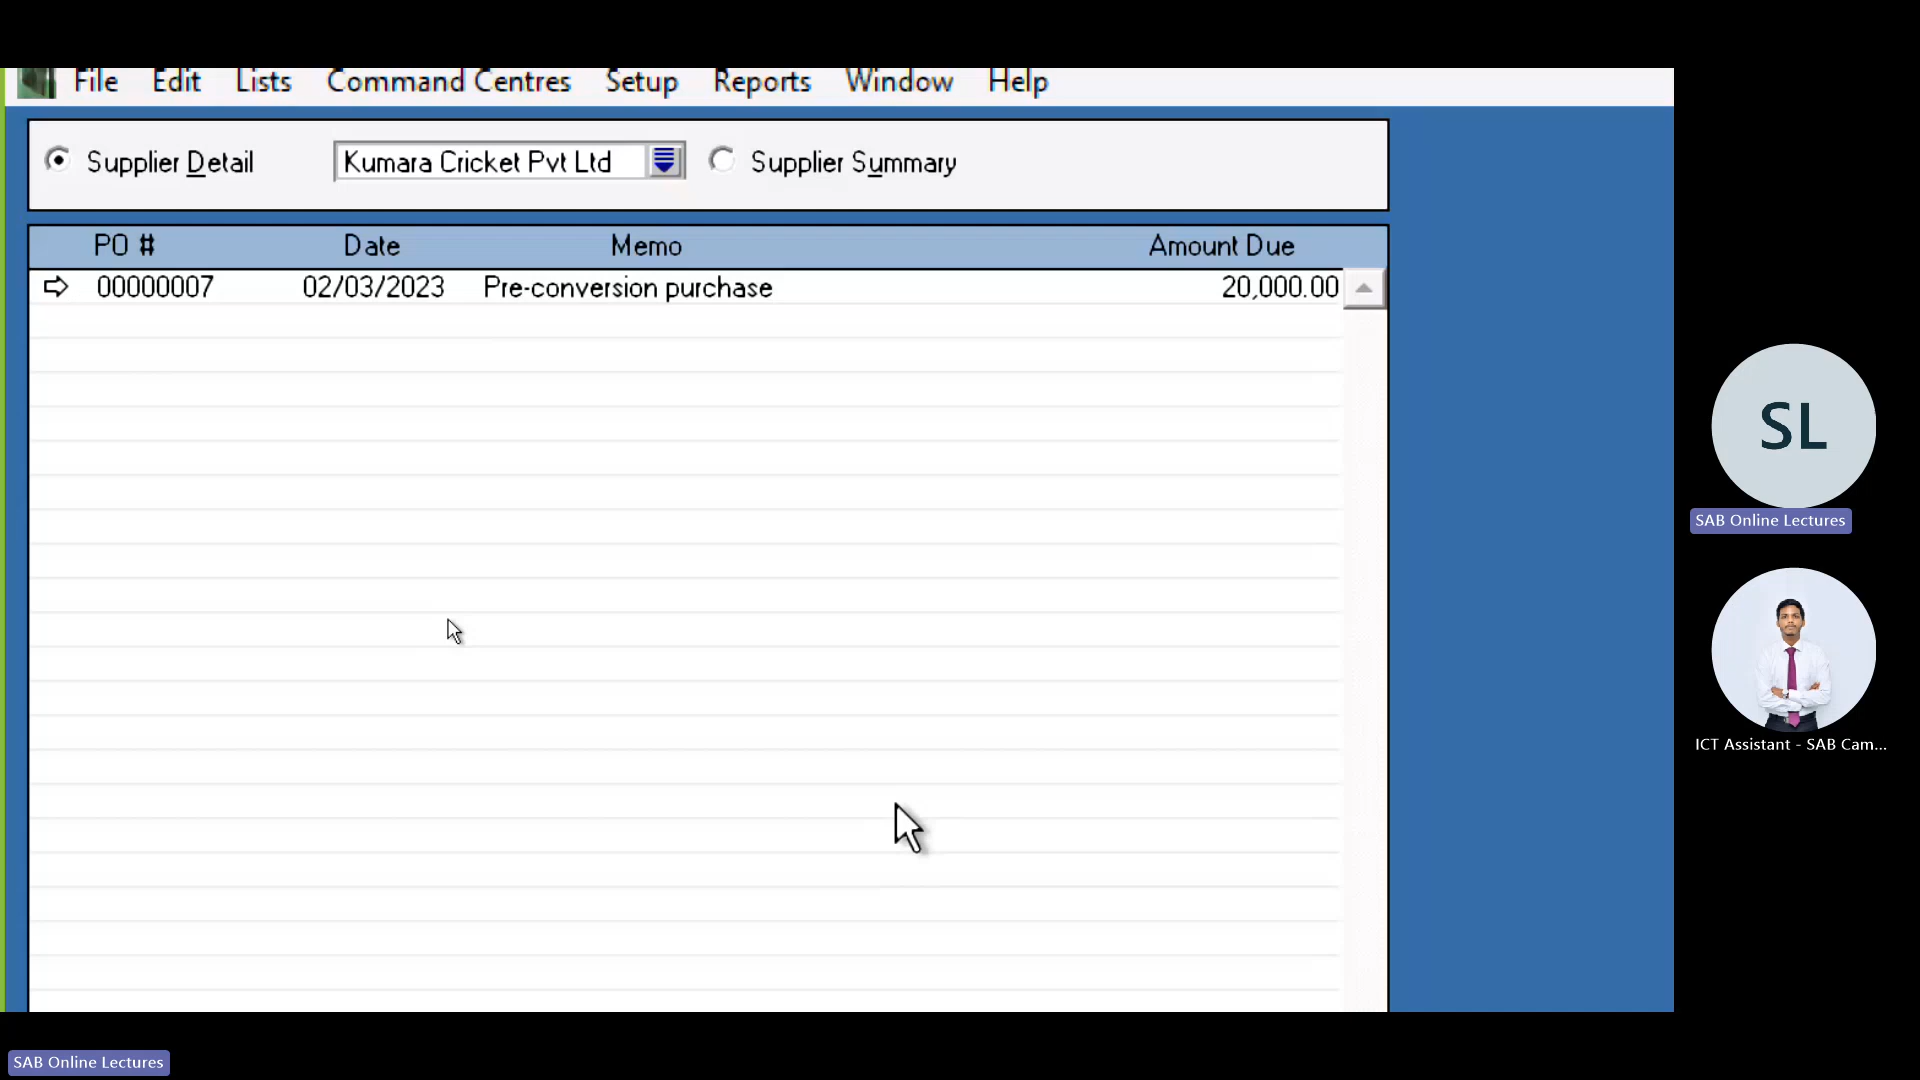 File Edit Lists Command Centres Setup Reports Window Help
Supplier Detail Kumara Cricket Pvt Ltd Supplier Summary
PO # Date Memo Amount Due
00000007 02/03/2023 Pre-conversion purchase 20,000.00
SL
SAB Online Lectures
ICT Assistant - SAB Cam...
SAB Online Lectures